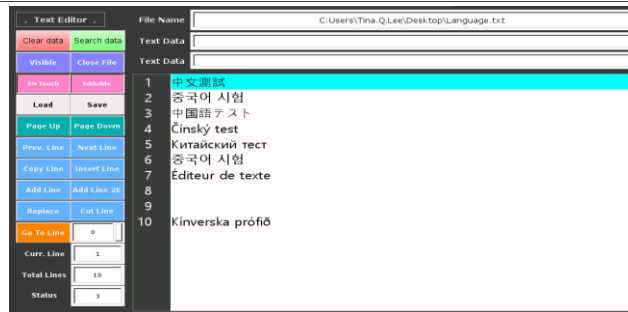 . Text Editor .
Clear data Search data
Visible Close File
EN Touch Editable
Load Save
Page Up Page Down
Prev. Line Next Line
Copy Line Insert Line
Add Line Add Line 2E
Replace Cut Line
Go To Line 0
Curr. Line 1
Total Lines 10
Status 3
File Name C:\Users\Tina.Q.Lee\Desktop\Language.txt
Text Data
Text Data
1 中文測試
2 중국어 시험
3 中国語テスト
4 Čínský test
5 Китайский тест
6 중국어 시험
7 Éditeur de texte
8
9
10 Kínverska prófið